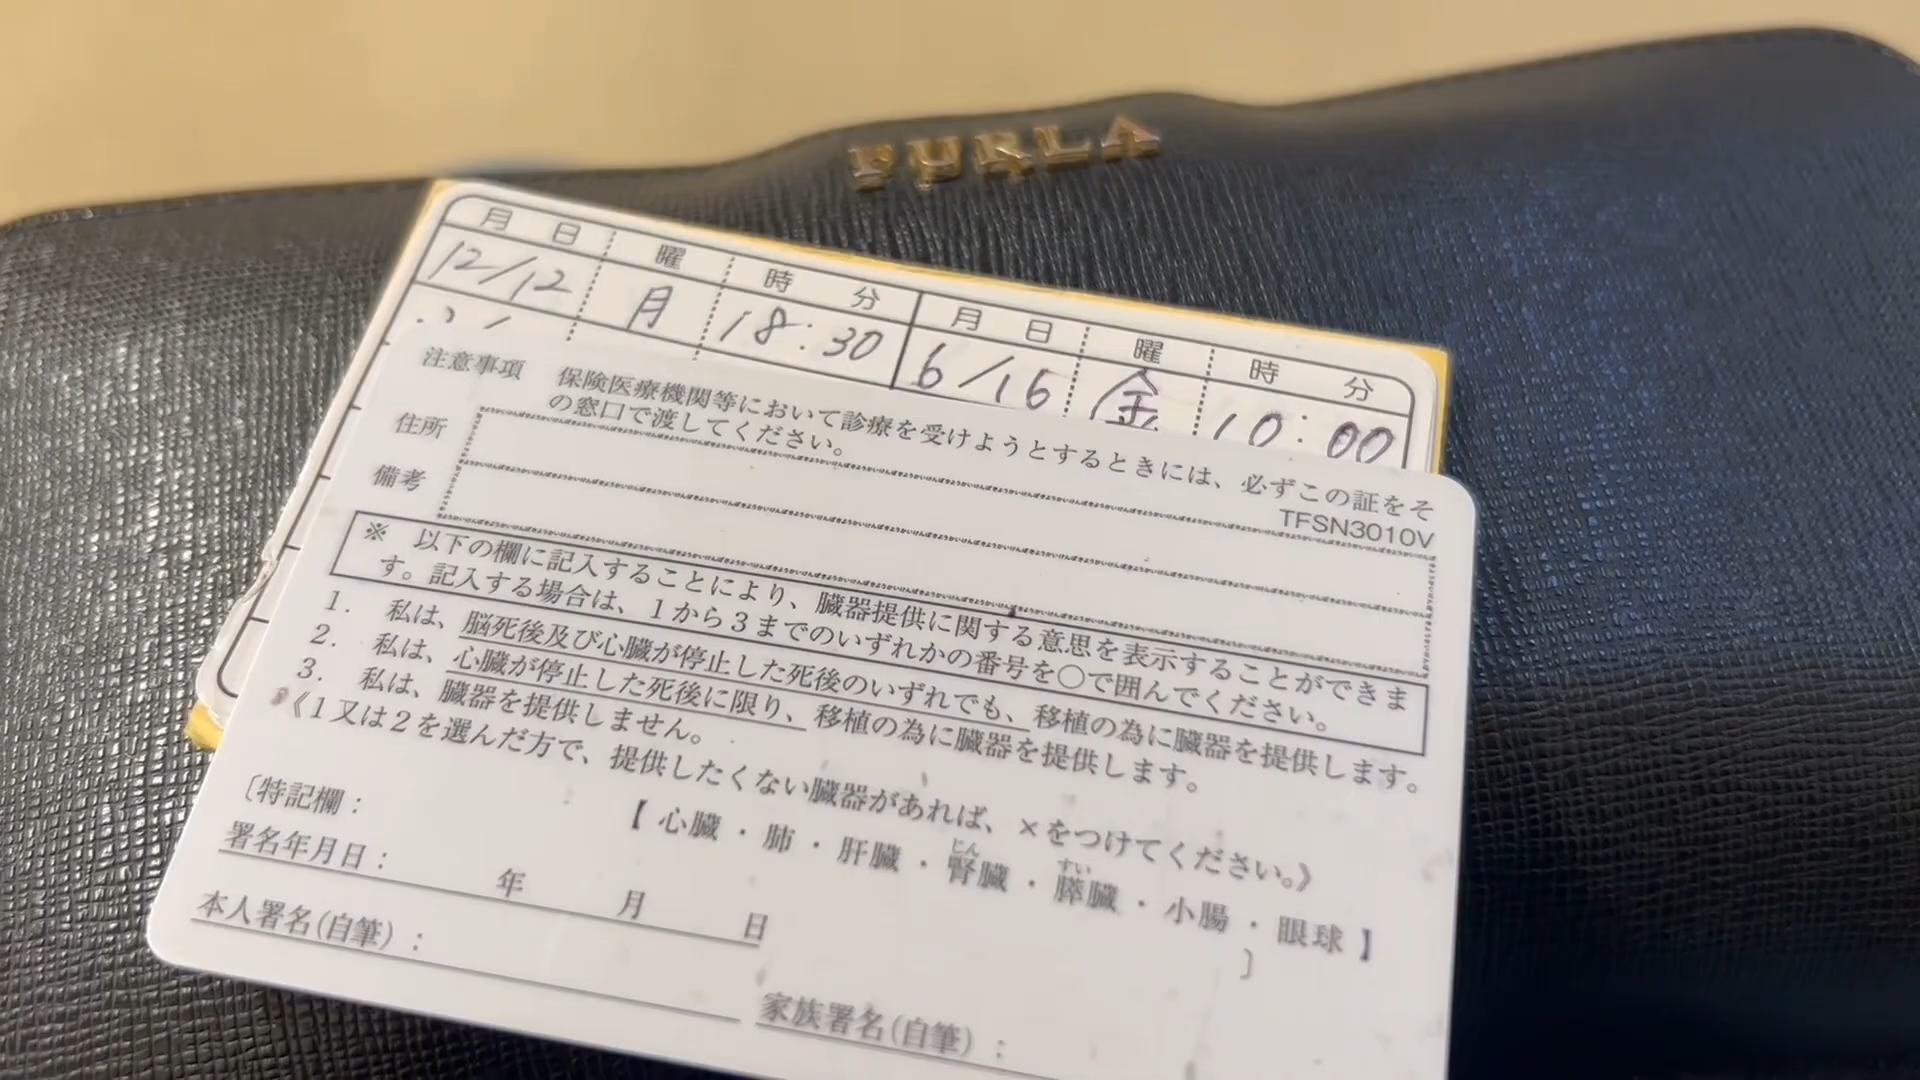 FURLA
月 日 曜 時 分 月 日 曜 時 分
12/12 月 18:30 6/16 金 10:00
注意事項 保険医療機関等において診療を受けようとするときには、必ずこの証をそ
の窓口で渡してください。
TFSN3010V
住所
備考
※ 以下の欄に記入することにより、臓器提供に関する意思を表示することができま
す。記入する場合は、1から3までのいずれかの番号を○で囲んでください。
1. 私は、脳死後及び心臓が停止した死後のいずれでも、移植の為に臓器を提供します。
2. 私は、心臓が停止した死後に限り、移植の為に臓器を提供します。
3. 私は、臓器を提供しません。
《1又は2を選んだ方で、提供したくない臓器があれば、×をつけてください。》
【 心臓 ・ 肺 ・ 肝臓 ・ 腎臓 ・ 膵臓 ・ 小腸 ・ 眼球 】
〔特記欄: 〕
署名年月日: 年 月 日
本人署名(自筆):
家族署名(自筆):